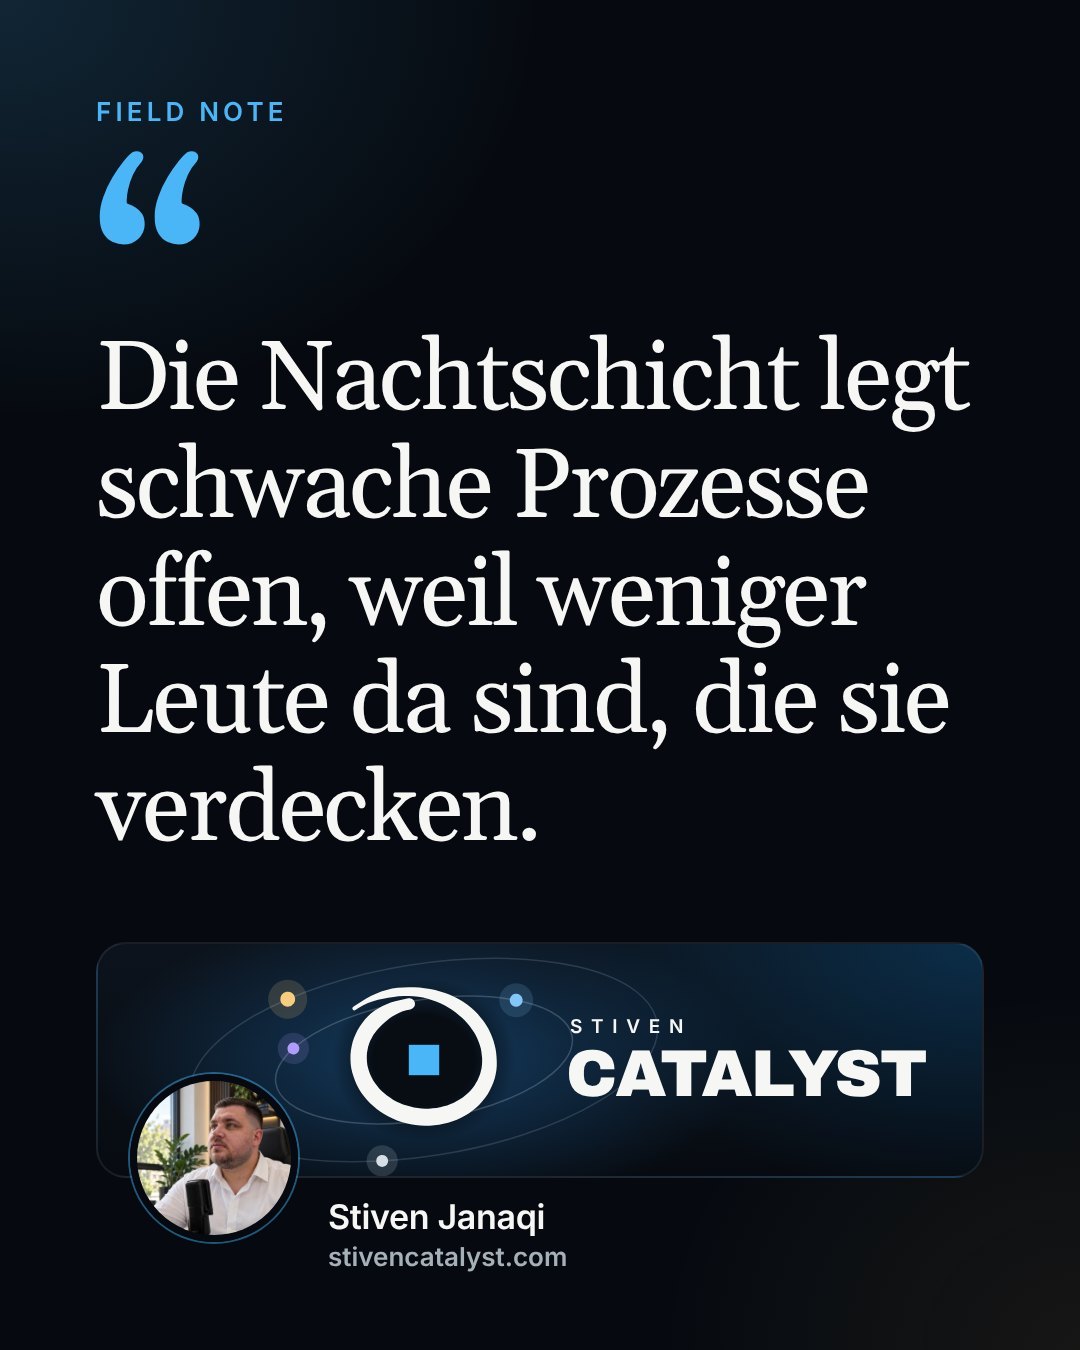 FIELD NOTE
“
Die Nachtschicht legt
schwache Prozesse
offen, weil weniger
Leute da sind, die sie
verdecken.
STIVEN
CATALYST
Stiven Janaqi
stivencatalyst.com